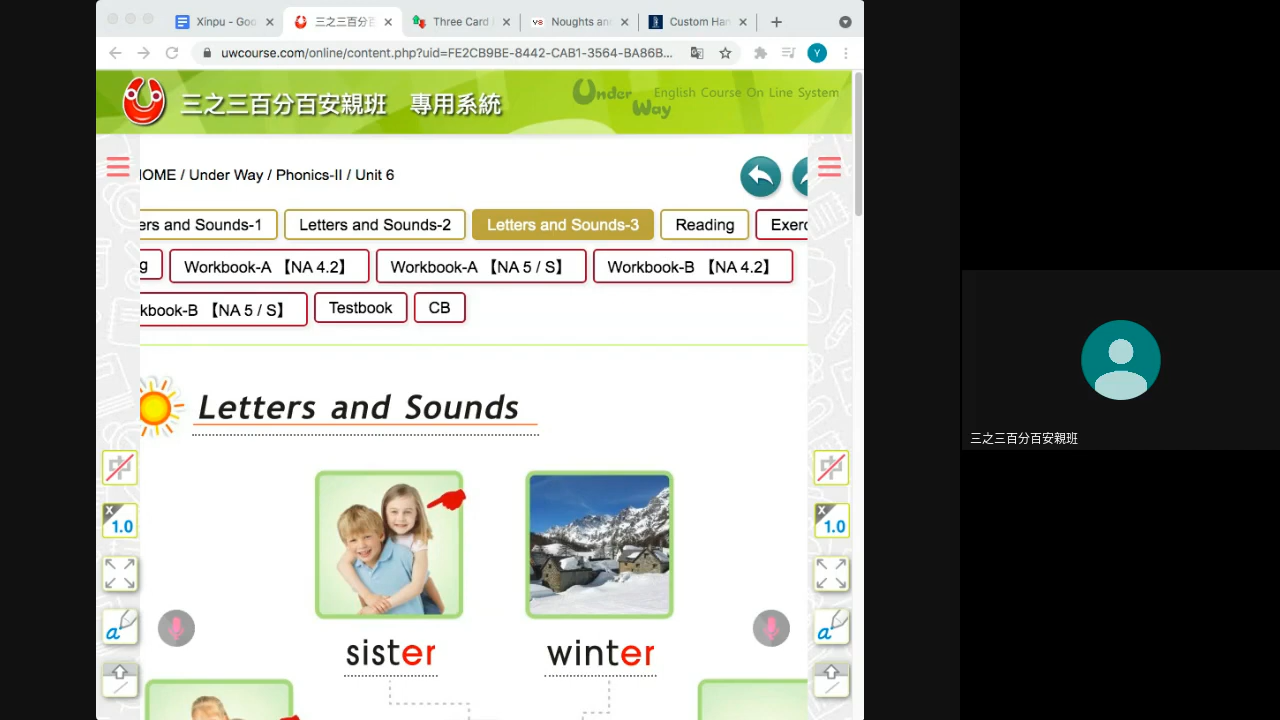 Xinpu - Goo
三之三百分百
Three Card
Noughts and
Custom Han
uwcourse.com/online/content.php?uid=FE2CB9BE-8442-CAB1-3564-BA86B...
Y
三之三百分百安親班 專用系統
Under Way
English Course On Line System
OME / Under Way / Phonics-II / Unit 6
ers and Sounds-1
Letters and Sounds-2
Letters and Sounds-3
Reading
Exerc
g
Workbook-A 【NA 4.2】
Workbook-A 【NA 5 / S】
Workbook-B 【NA 4.2】
kbook-B 【NA 5 / S】
Testbook
CB
Letters and Sounds
中
中
X 1.0
X 1.0
a
a
sister
winter
三之三百分百安親班